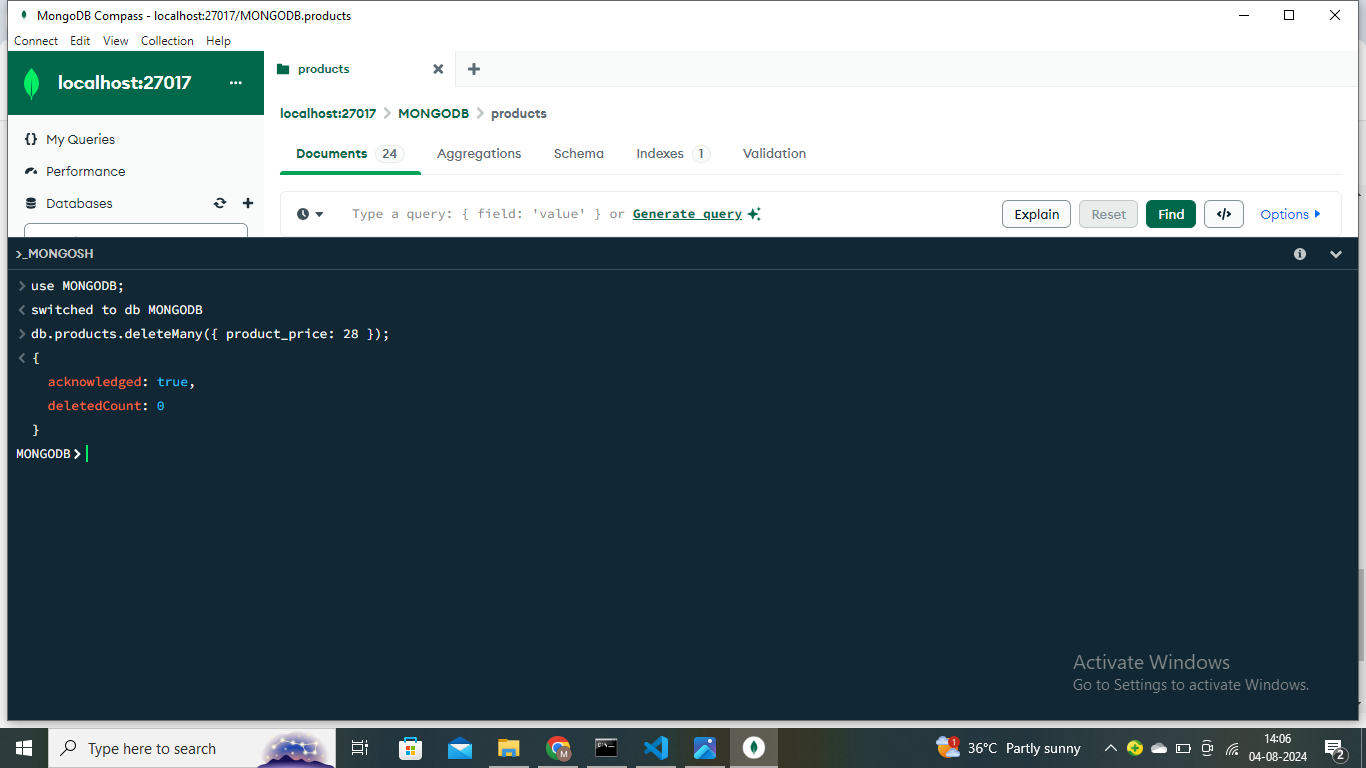 MongoDB Compass - localhost:27017/MONGODB.products
Connect Edit View Collection Help
localhost:27017 ...
products
localhost:27017 > MONGODB > products
{} My Queries
Performance
Databases
Documents 24 Aggregations Schema Indexes 1 Validation
Type a query: { field: 'value' } or Generate query
Explain Reset Find </> Options
>_MONGOSH
> use MONGODB;
< switched to db MONGODB
> db.products.deleteMany({ product_price: 28 });
< {
acknowledged: true,
deletedCount: 0
}
MONGODB>
Activate Windows
Go to Settings to activate Windows.
Type here to search
M
1
36°C Partly sunny
14:06
04-08-2024
2